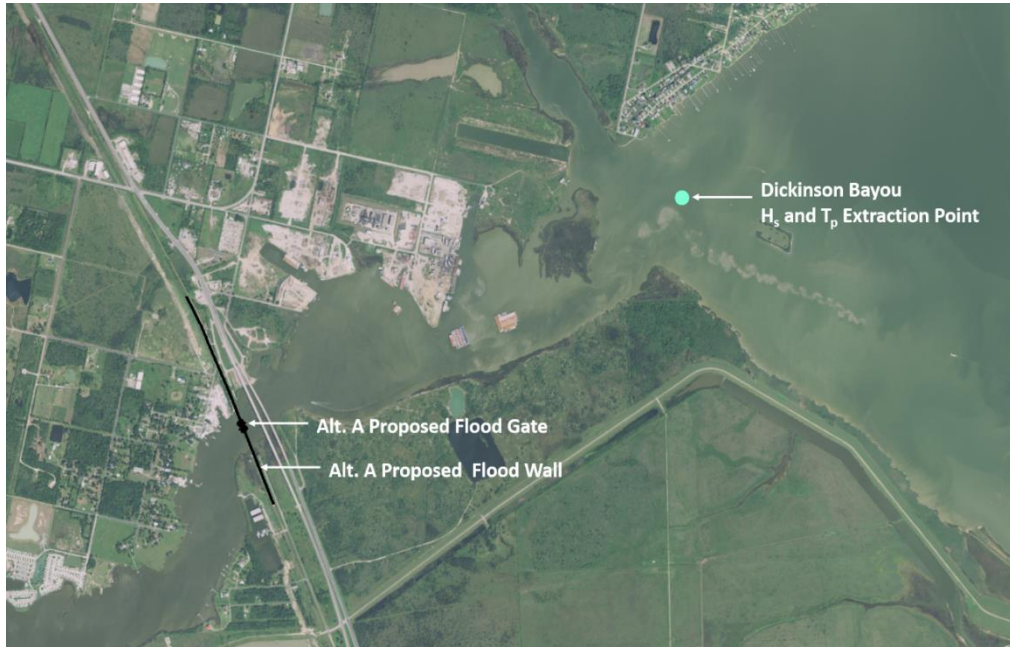 Dickinson Bayou
Hs and Tp Extraction Point
Alt. A Proposed Flood Gate
Alt. A Proposed Flood Wall